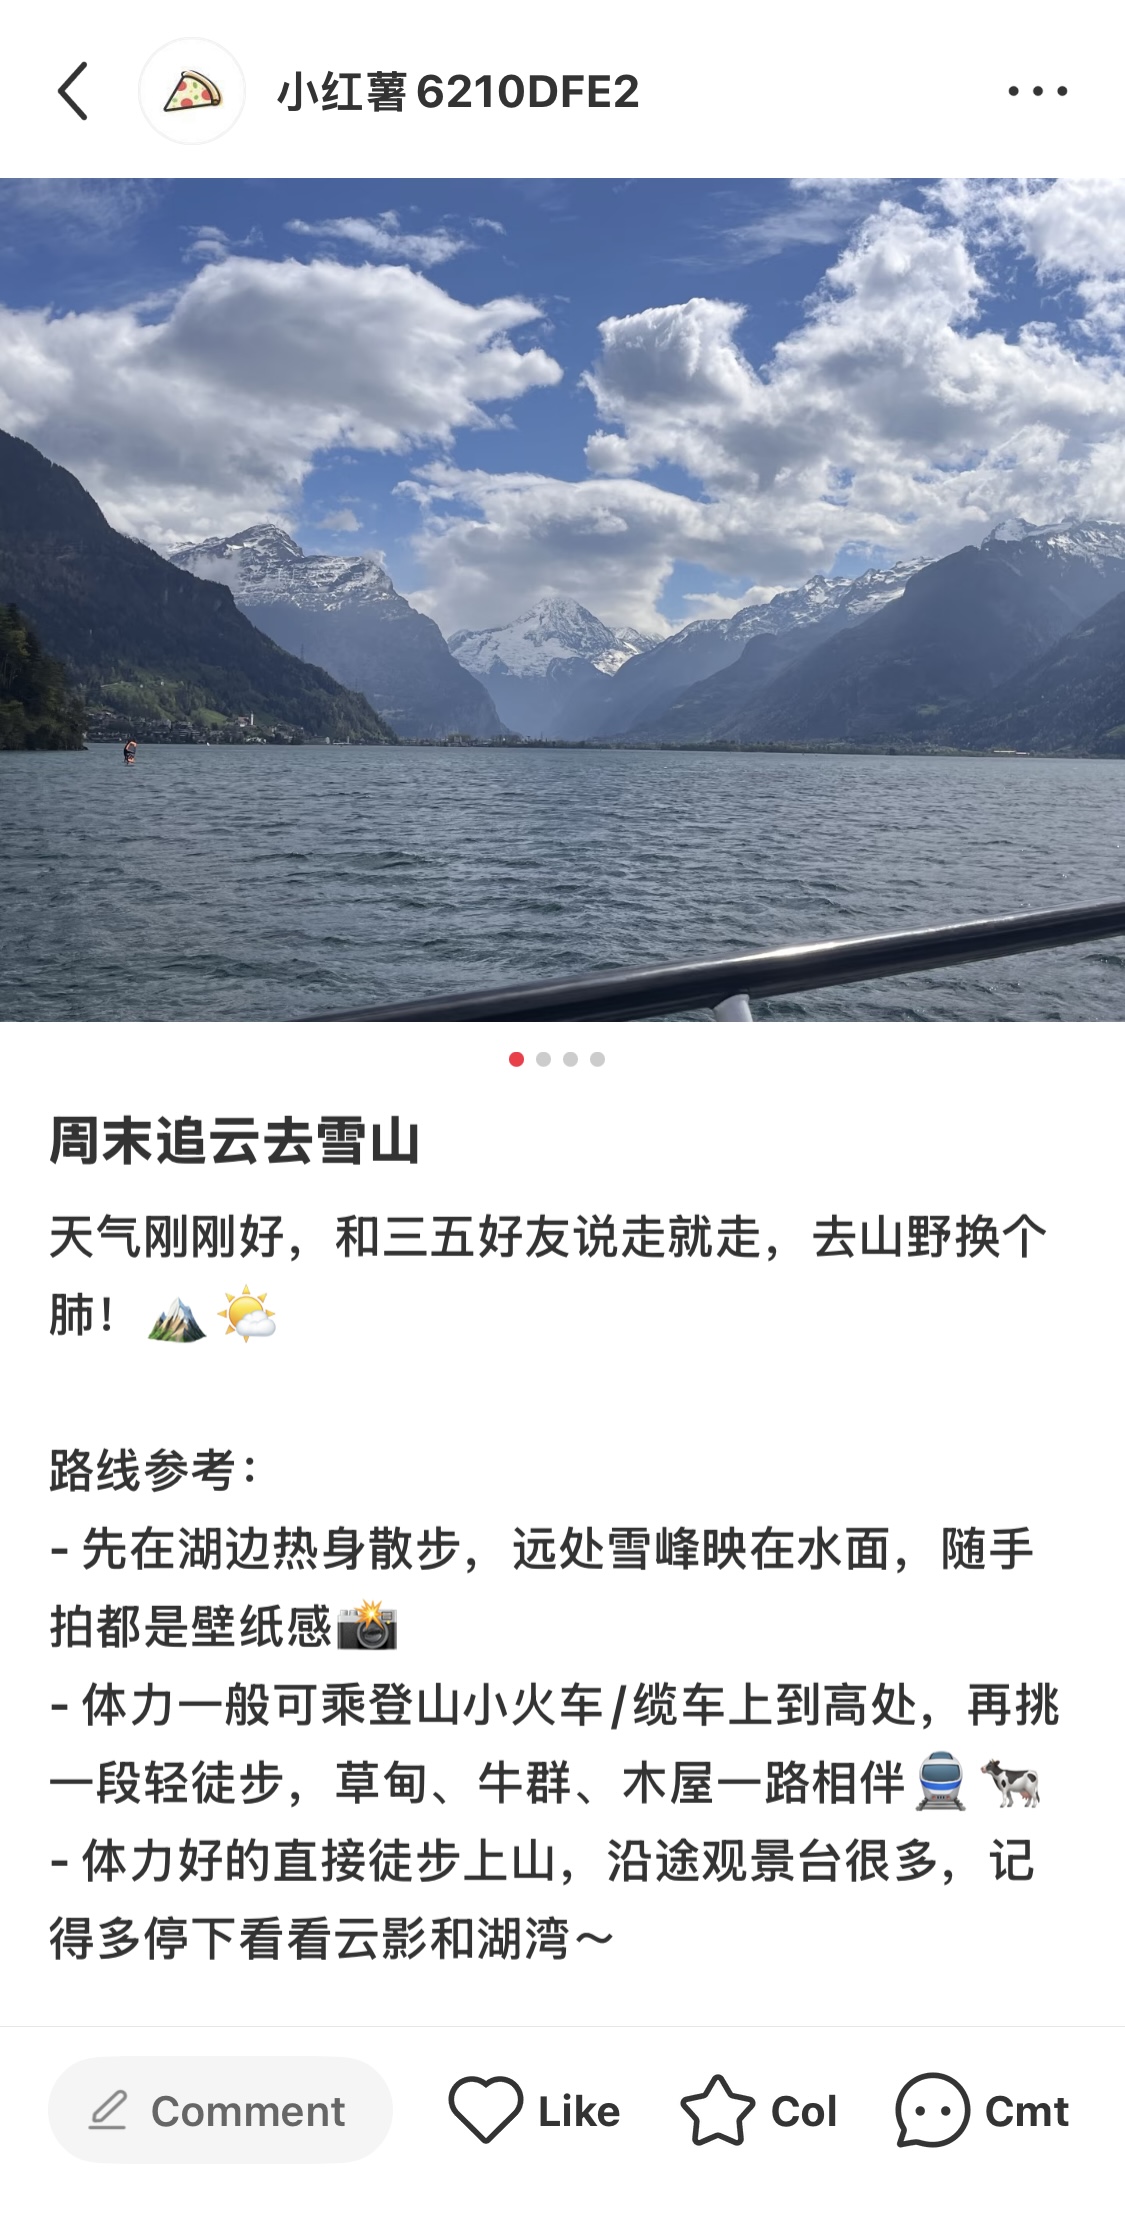 小红薯6210DFE2
周末追云去雪山
天气刚刚好，和三五好友说走就走，去山野换个
肺！⛰️🌤️
路线参考：
- 先在湖边热身散步，远处雪峰映在水面，随手
拍都是壁纸感📸
- 体力一般可乘登山小火车/缆车上到高处，再挑
一段轻徒步，草甸、牛群、木屋一路相伴🚆🐄
- 体力好的直接徒步上山，沿途观景台很多，记
得多停下看看云影和湖湾～
Comment Like Col Cmt